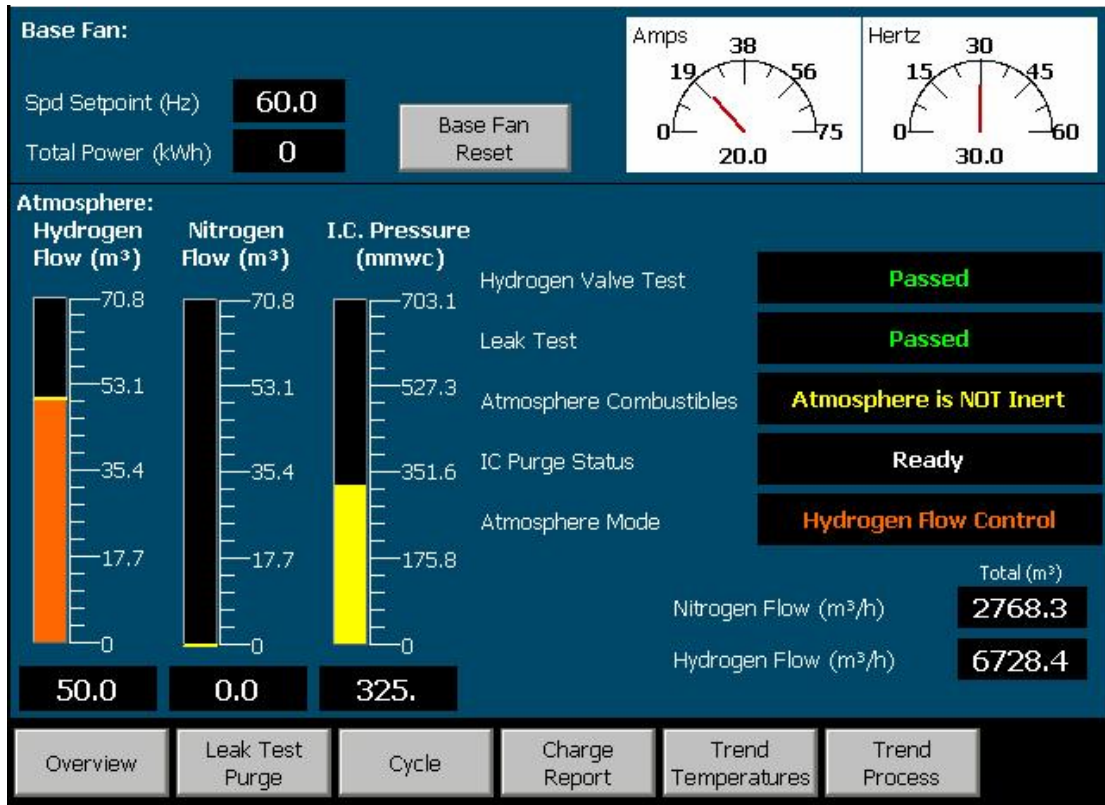 Base Fan:
Spd Setpoint (Hz) 60.0
Total Power (kWh) 0
Base Fan
Reset
Amps
0 19 38 56 75
20.0
Hertz
0 15 30 45 60
30.0
Atmosphere:
Hydrogen
Flow (m³)
70.8
53.1
35.4
17.7
0
50.0
Nitrogen
Flow (m³)
70.8
53.1
35.4
17.7
0
0.0
I.C. Pressure
(mmwc)
703.1
527.3
351.6
175.8
0
325.
Hydrogen Valve Test Passed
Leak Test Passed
Atmosphere Combustibles Atmosphere is NOT Inert
IC Purge Status Ready
Atmosphere Mode Hydrogen Flow Control
Total (m³)
Nitrogen Flow (m³/h) 2768.3
Hydrogen Flow (m³/h) 6728.4
Overview
Leak Test
Purge
Cycle
Charge
Report
Trend
Temperatures
Trend
Process